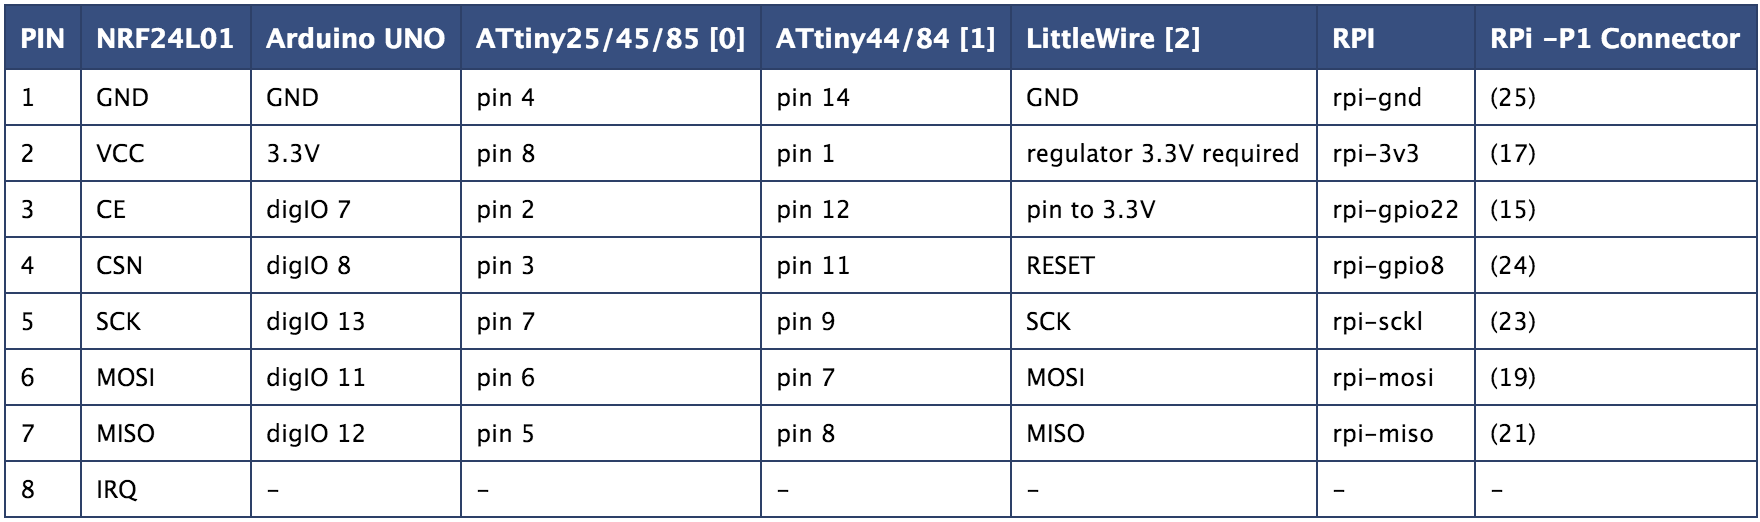 PIN NRF24L01 Arduino UNO ATtiny25/45/85 [0] ATtiny44/84 [1] LittleWire [2] RPI RPi -P1 Connector
1 GND GND pin 4 pin 14 GND rpi-gnd (25)
2 VCC 3.3V pin 8 pin 1 regulator 3.3V required rpi-3v3 (17)
3 CE digIO 7 pin 2 pin 12 pin to 3.3V rpi-gpio22 (15)
4 CSN digIO 8 pin 3 pin 11 RESET rpi-gpio8 (24)
5 SCK digIO 13 pin 7 pin 9 SCK rpi-sckl (23)
6 MOSI digIO 11 pin 6 pin 7 MOSI rpi-mosi (19)
7 MISO digIO 12 pin 5 pin 8 MISO rpi-miso (21)
8 IRQ - - - - - -